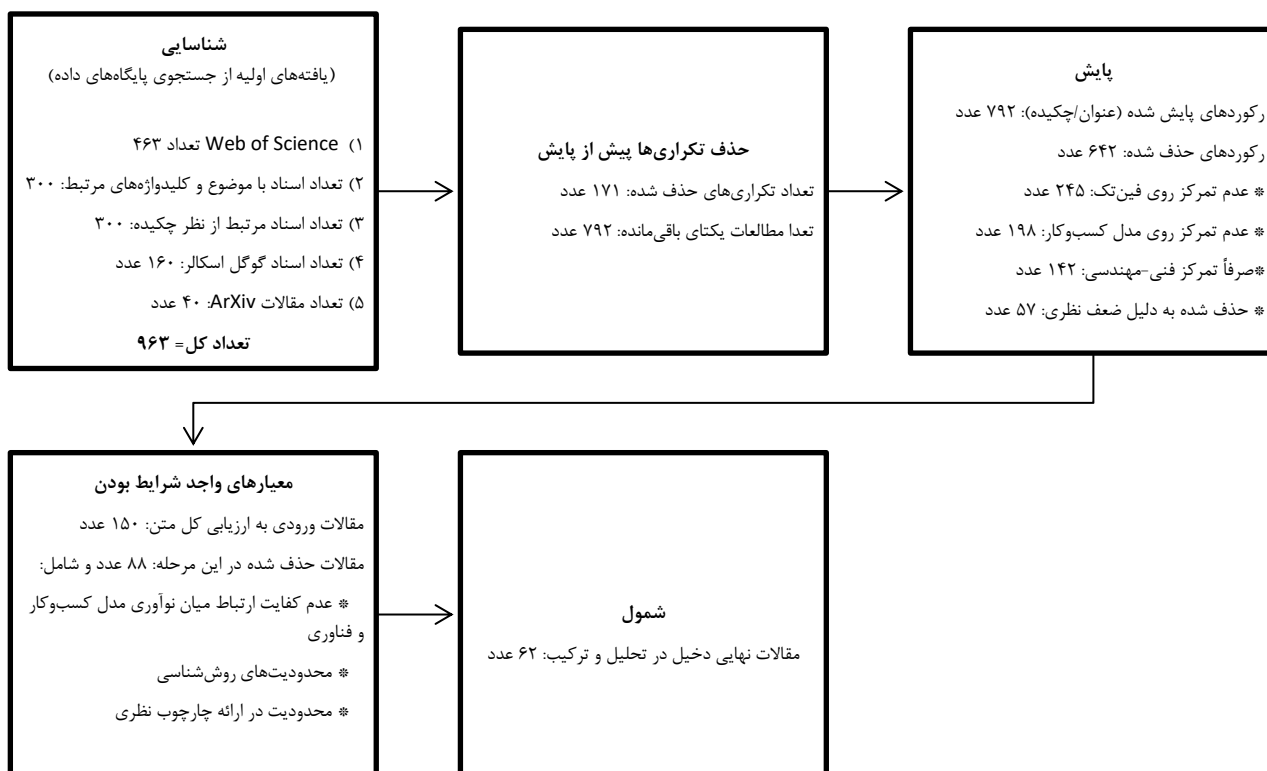 شناسایی
(یافته‌های اولیه از جستجوی پایگاه‌های داده)
۱) Web of Science تعداد ۴۶۳
۲) تعداد اسناد با موضوع و کلیدواژه‌های مرتبط: ۳۰۰
۳) تعداد اسناد مرتبط از نظر چکیده: ۳۰۰
۴) تعداد اسناد گوگل اسکالر: ۱۶۰ عدد
۵) تعداد مقالات ArXiv: ۴۰ عدد
تعداد کل= ۹۶۳
حذف تکراری‌ها پیش از پایش
تعداد تکراری‌های حذف شده: ۱۷۱ عدد
تعدا مطالعات یکتای باقی‌مانده: ۷۹۲ عدد
پایش
رکوردهای پایش شده (عنوان/چکیده): ۷۹۲ عدد
رکوردهای حذف شده: ۶۴۲ عدد
* عدم تمرکز روی فین‌تک: ۲۴۵ عدد
* عدم تمرکز روی مدل کسب‌وکار: ۱۹۸ عدد
*صرفاً تمرکز فنی-مهندسی: ۱۴۲ عدد
* حذف شده به دلیل ضعف نظری: ۵۷ عدد
معیارهای واجد شرایط بودن
مقالات ورودی به ارزیابی کل متن: ۱۵۰ عدد
مقالات حذف شده در این مرحله: ۸۸ عدد و شامل:
* عدم کفایت ارتباط میان نوآوری مدل کسب‌وکار
و فناوری
* محدودیت‌های روش‌شناسی
* محدودیت در ارائه چارچوب نظری
شمول
مقالات نهایی دخیل در تحلیل و ترکیب: ۶۲ عدد